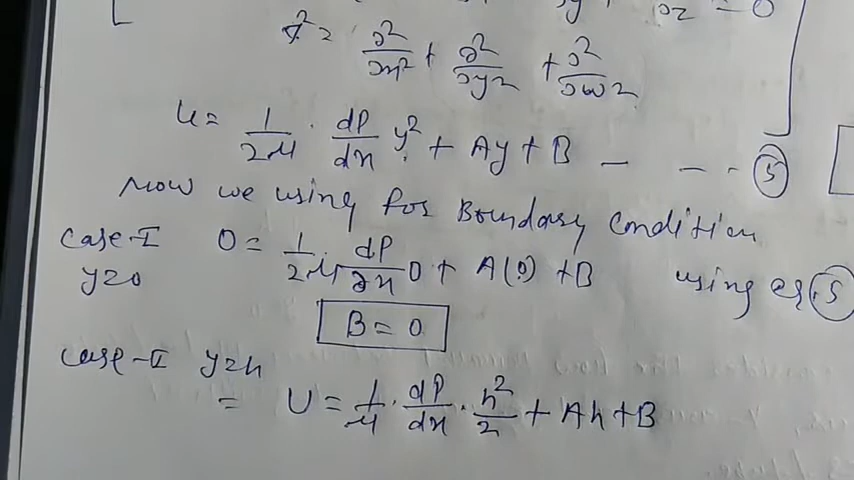 ∂z = 0
∇² = ∂²/∂x² + ∂²/∂y² + ∂²/∂w²
u = 1/2μ · dP/dx y² + Ay + B — — - - (5)
Now we using for Boundary Condition
Case-I 0 = 1/2μ dP/∂x 0 + A(0) + B using eq. (5)
y=0
B = 0
Case-II y=h
= U = 1/μ · dP/dx · h²/2 + Ah + B